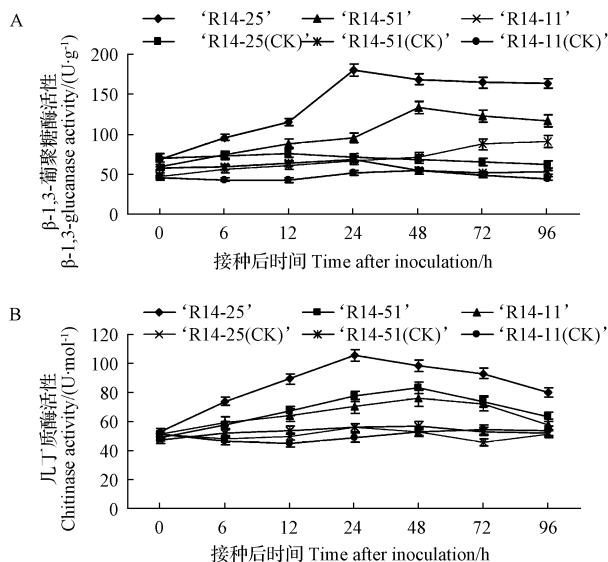 A
‘R14-25’ ‘R14-51’ ‘R14-11’
‘R14-25(CK)’ ‘R14-51(CK)’ ‘R14-11(CK)’
β-1,3-葡聚糖酶活性
β-1,3-glucanase activity/(U·g⁻¹)
200
150
100
50
0
0 6 12 24 48 72 96
接种后时间 Time after inoculation/h
B
‘R14-25’ ‘R14-51’ ‘R14-11’
‘R14-25(CK)’ ‘R14-51(CK)’ ‘R14-11(CK)’
几丁质酶活性
Chitinase activity/(U·mol⁻¹)
120
100
80
60
40
20
0
0 6 12 24 48 72 96
接种后时间 Time after inoculation/h